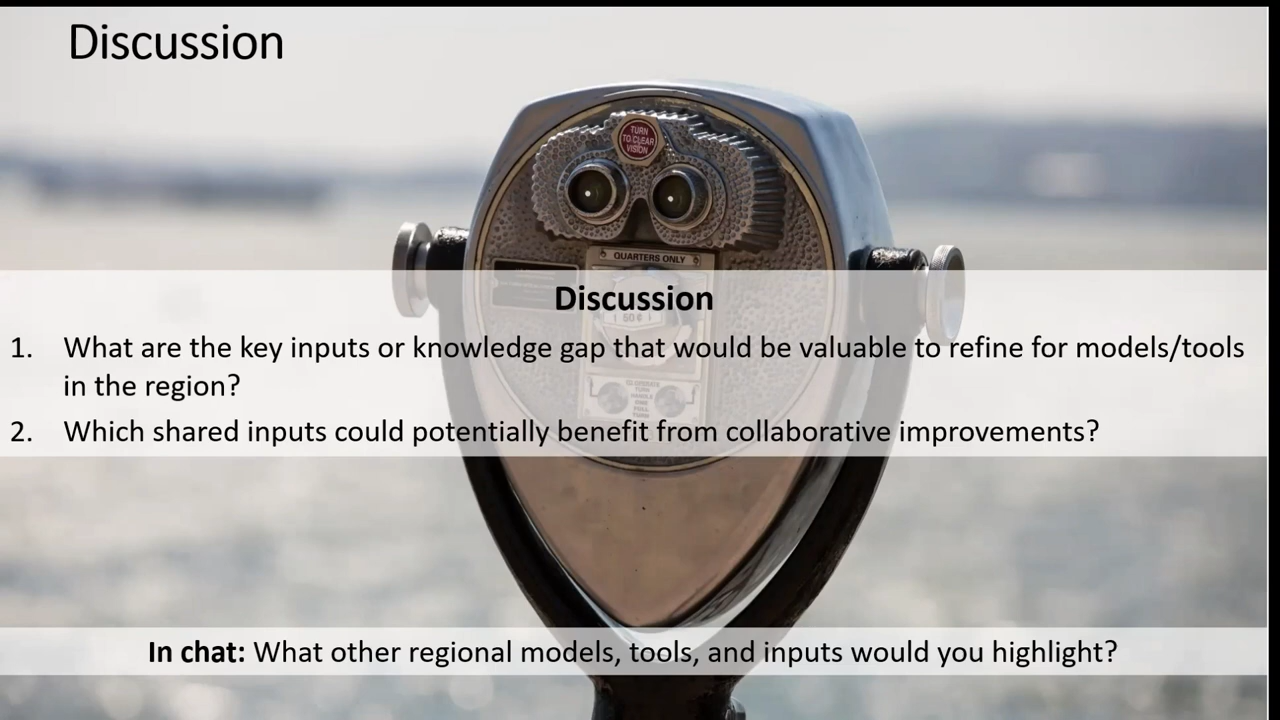 Discussion
TURN
TO CLEAR
VISION
QUARTERS ONLY
Discussion
50¢
1. What are the key inputs or knowledge gap that would be valuable to refine for models/tools
in the region?
2. Which shared inputs could potentially benefit from collaborative improvements?
In chat: What other regional models, tools, and inputs would you highlight?